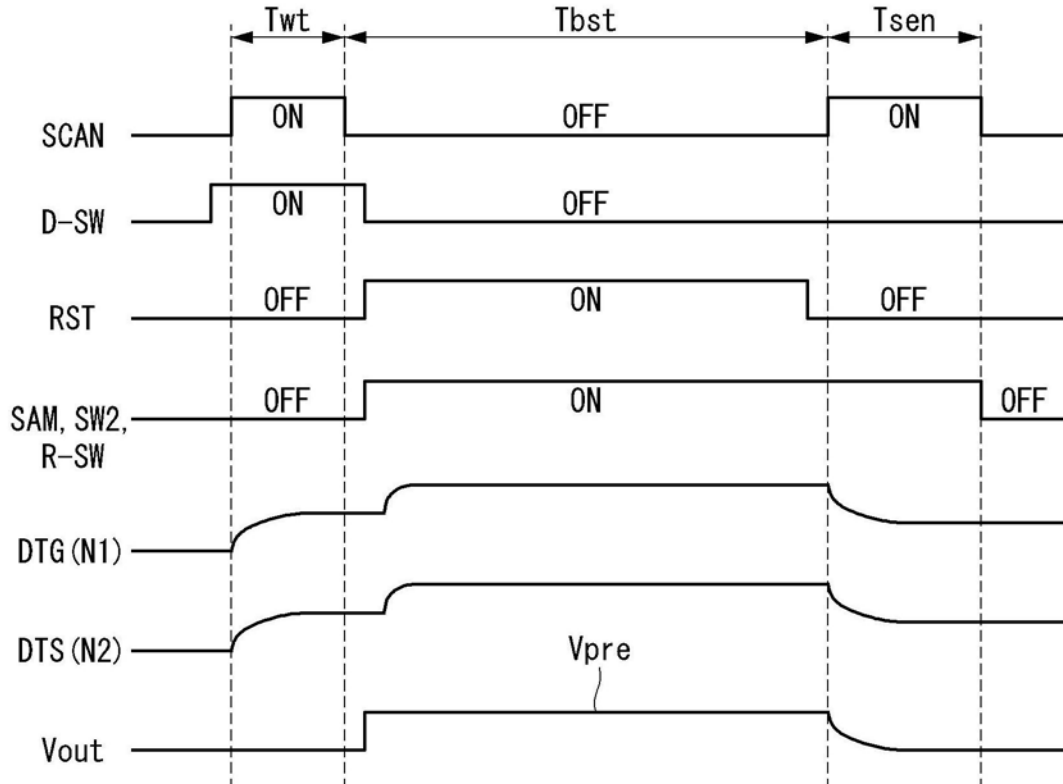 Twt Tbst Tsen
SCAN ON OFF ON
D-SW ON OFF
RST OFF ON OFF
SAM, SW2, R-SW OFF ON OFF
DTG(N1)
DTS(N2)
Vpre
Vout